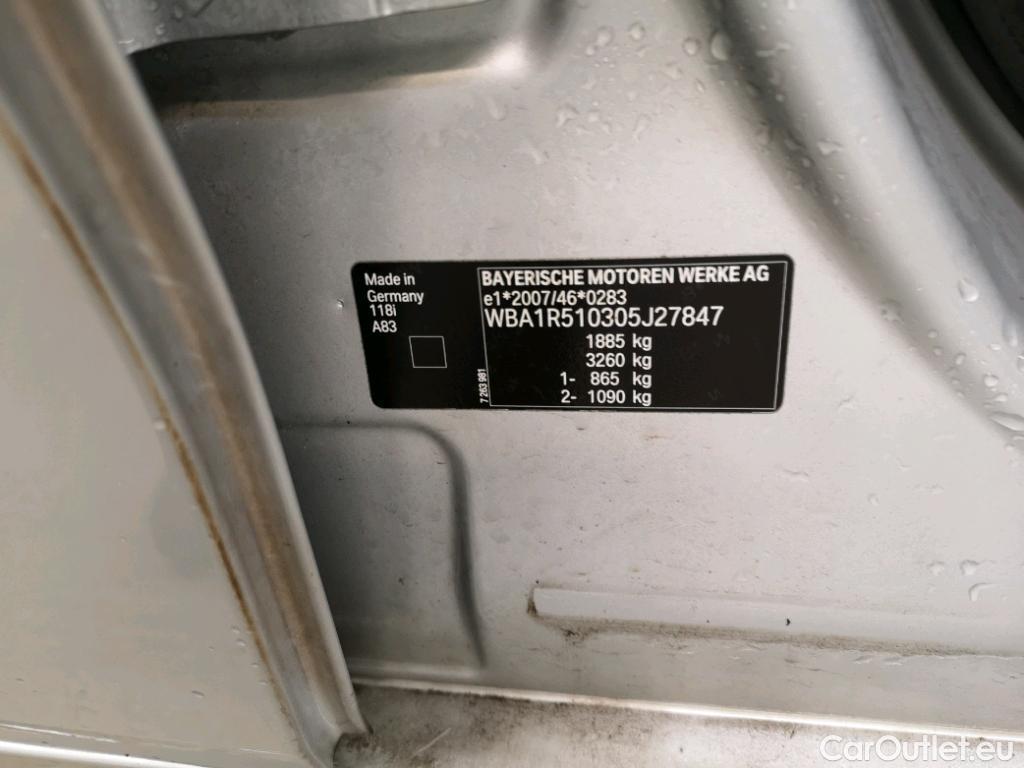 Made in
Germany
118i
A83
BAYERISCHE MOTOREN WERKE AG
e1*2007/46*0283
WBA1R510305J27847
1885 kg
3260 kg
1- 865 kg
2- 1090 kg
7 263 981
CarOutlet.eu